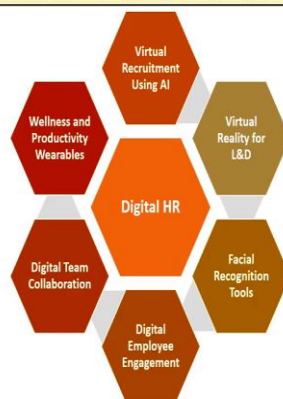 Virtual
Recruitment
Using AI
Wellness and
Productivity
Wearables
Virtual
Reality for
L&D
Digital HR
Digital Team
Collaboration
Facial
Recognition
Tools
Digital
Employee
Engagement